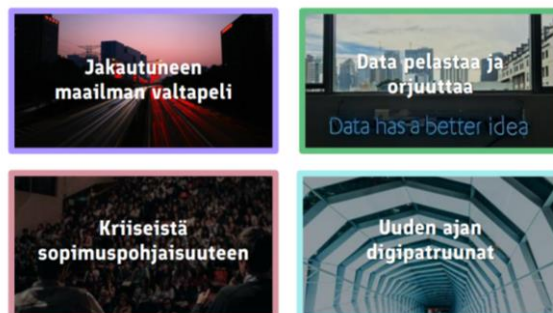 Jakautuneen
maailman valtapeli
Data pelastaa ja
orjuuttaa
Data has a better idea
Kriiseistä
sopimuspohjaisuuteen
Uuden ajan
digipatruunat